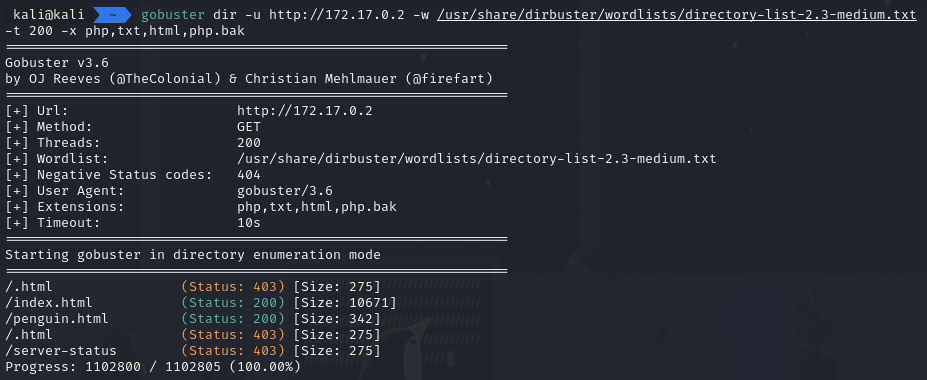 kali@kali ~ gobuster dir -u http://172.17.0.2 -w /usr/share/dirbuster/wordlists/directory-list-2.3-medium.txt
-t 200 -x php,txt,html,php.bak
===============================================================
Gobuster v3.6
by OJ Reeves (@TheColonial) & Christian Mehlmauer (@firefart)
===============================================================
[+] Url:                     http://172.17.0.2
[+] Method:                  GET
[+] Threads:                 200
[+] Wordlist:                /usr/share/dirbuster/wordlists/directory-list-2.3-medium.txt
[+] Negative Status codes:   404
[+] User Agent:              gobuster/3.6
[+] Extensions:              php,txt,html,php.bak
[+] Timeout:                 10s
===============================================================
Starting gobuster in directory enumeration mode
===============================================================
/.html                (Status: 403) [Size: 275]
/index.html           (Status: 200) [Size: 10671]
/penguin.html         (Status: 200) [Size: 342]
/.html                (Status: 403) [Size: 275]
/server-status        (Status: 403) [Size: 275]
Progress: 1102800 / 1102805 (100.00%)